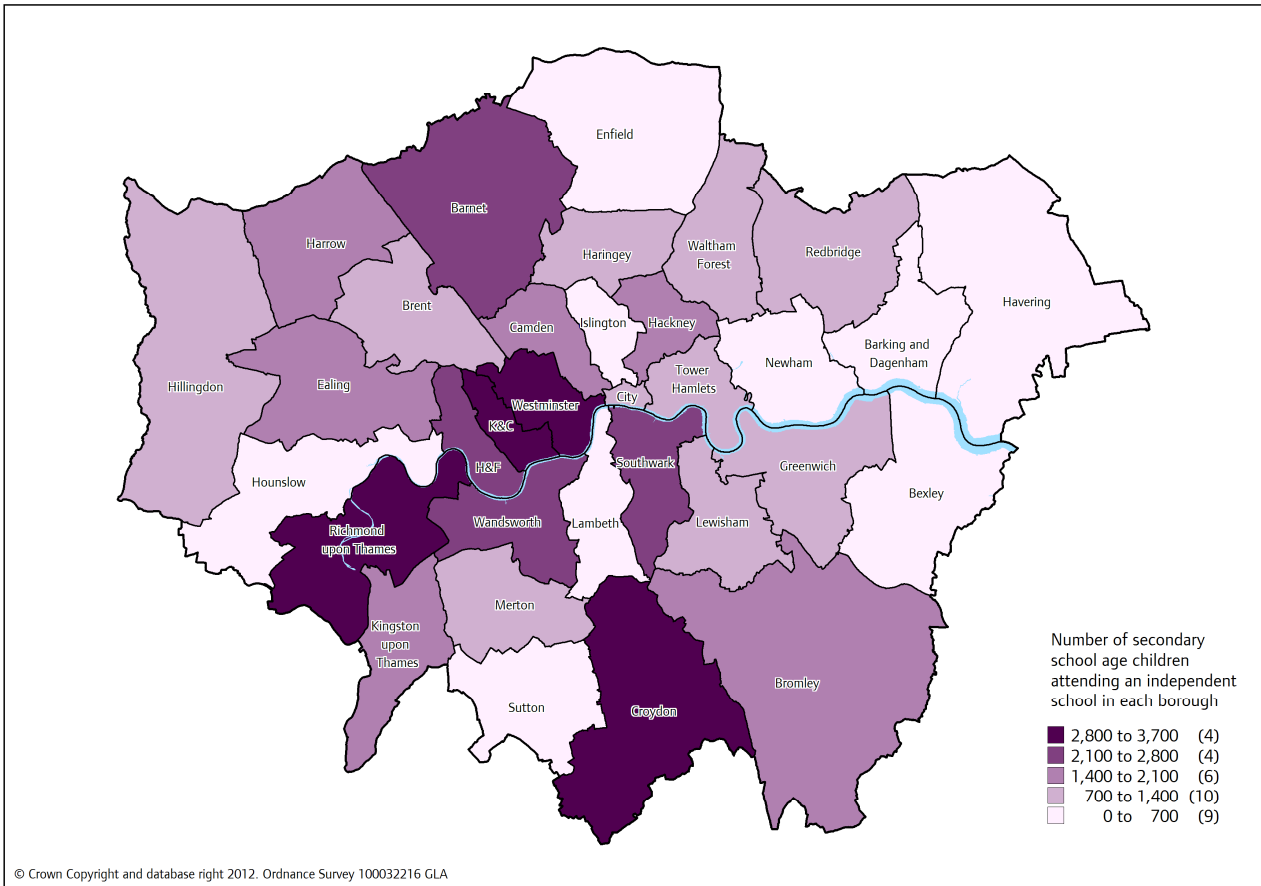 Enfield
Barnet
Harrow
Haringey
Waltham
Forest
Redbridge
Havering
Brent
Camden
Islington
Hackney
Barking and
Dagenham
Newham
Tower
Hamlets
Hillingdon
Ealing
City
Westminster
K&C
H&F
Southwark
Greenwich
Hounslow
Bexley
Richmond
upon Thames
Wandsworth
Lambeth
Lewisham
Merton
Kingston
upon
Thames
Bromley
Sutton
Croydon
Number of secondary
school age children
attending an independent
school in each borough
2,800 to 3,700 (4)
2,100 to 2,800 (4)
1,400 to 2,100 (6)
700 to 1,400 (10)
0 to 700 (9)
© Crown Copyright and database right 2012. Ordnance Survey 100032216 GLA